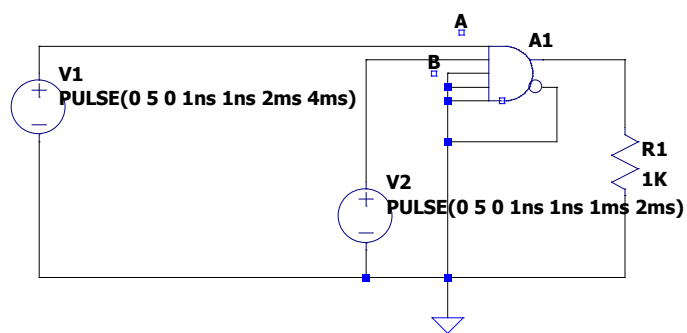 A
A1
B
V1
PULSE(0 5 0 1ns 1ns 2ms 4ms)
R1
1K
V2
PULSE(0 5 0 1ns 1ns 1ms 2ms)